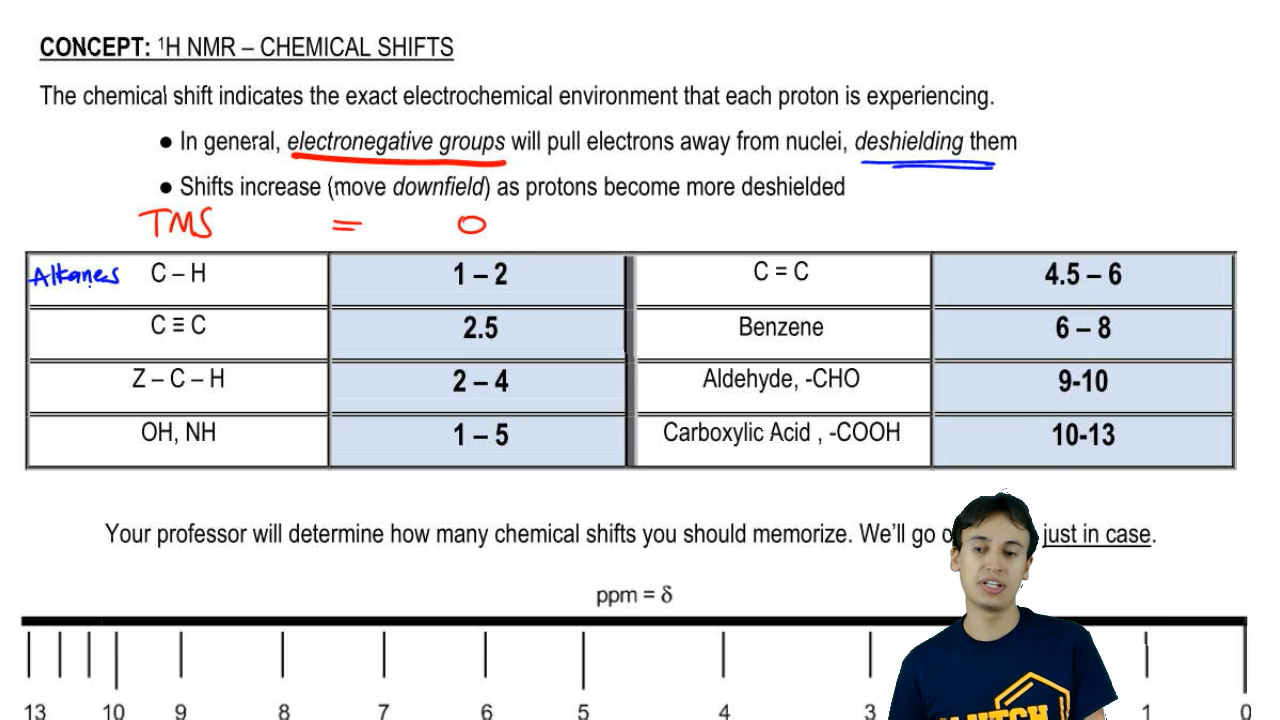 CONCEPT: ¹H NMR – CHEMICAL SHIFTS
The chemical shift indicates the exact electrochemical environment that each proton is experiencing.
● In general, electronegative groups will pull electrons away from nuclei, deshielding them
● Shifts increase (move downfield) as protons become more deshielded
TMS = 0
Alkanes C – H 1 – 2 C = C 4.5 – 6
C ≡ C 2.5 Benzene 6 – 8
Z – C – H 2 – 4 Aldehyde, -CHO 9-10
OH, NH 1 – 5 Carboxylic Acid , -COOH 10-13
Your professor will determine how many chemical shifts you should memorize. We'll go just in case.
ppm = δ
13 10 9 8 7 6 5 4 3 1 0